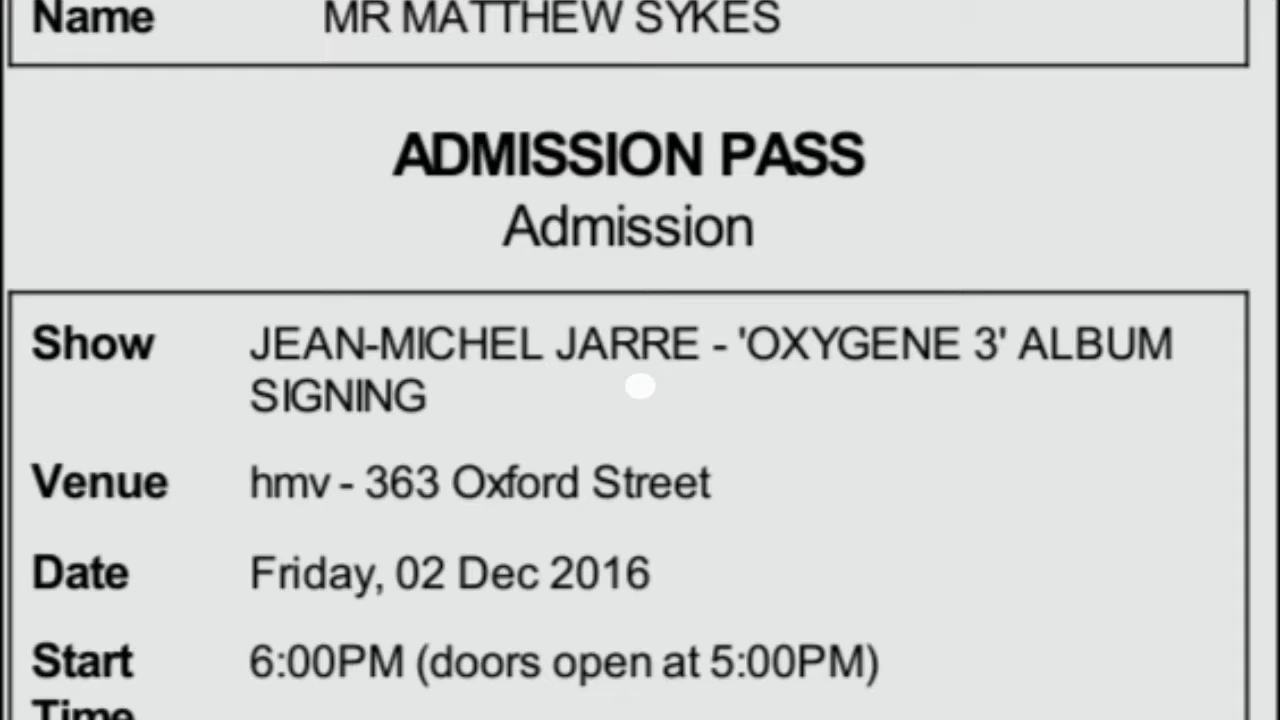 Name MR MATTHEW SYKES
ADMISSION PASS
Admission
Show JEAN-MICHEL JARRE - 'OXYGENE 3' ALBUM
SIGNING
Venue hmv - 363 Oxford Street
Date Friday, 02 Dec 2016
Start 6:00PM (doors open at 5:00PM)
Time